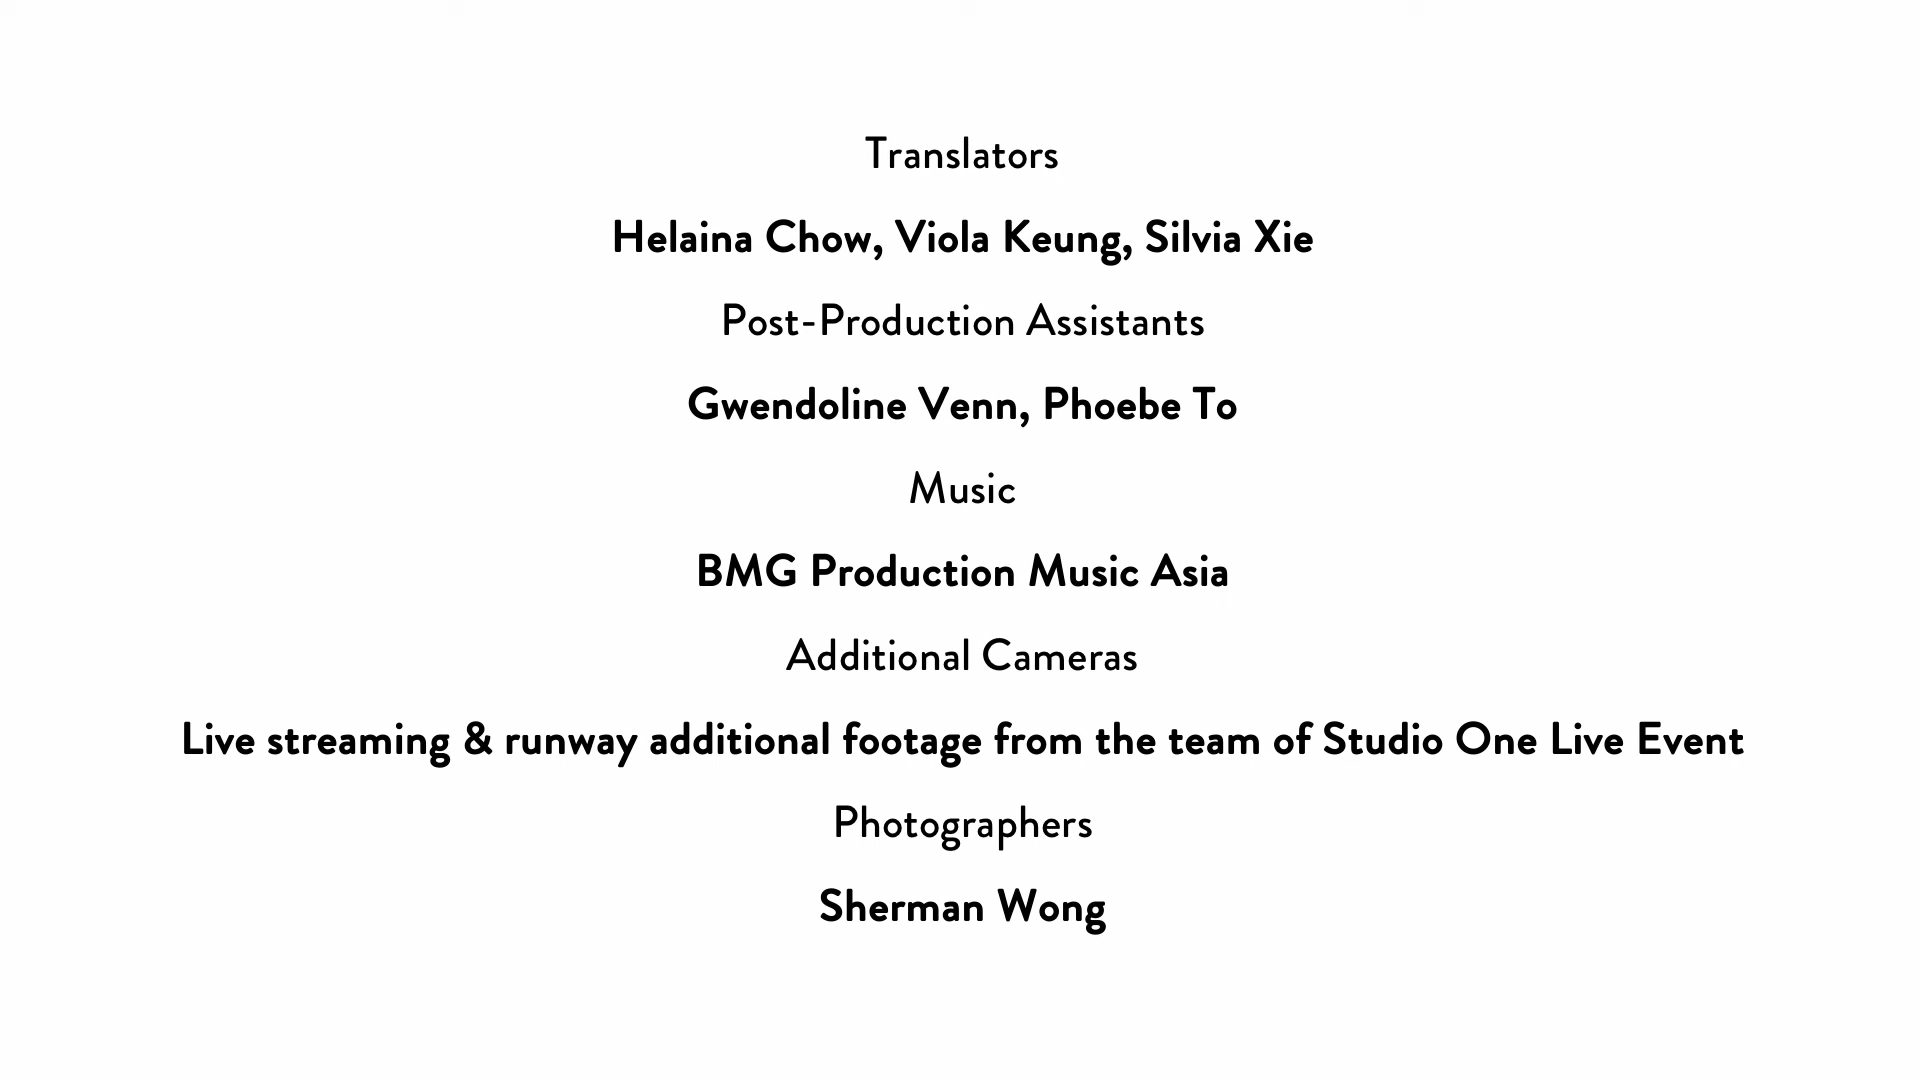 Translators
Helaina Chow, Viola Keung, Silvia Xie
Post-Production Assistants
Gwendoline Venn, Phoebe To
Music
BMG Production Music Asia
Additional Cameras
Live streaming & runway additional footage from the team of Studio One Live Event
Photographers
Sherman Wong